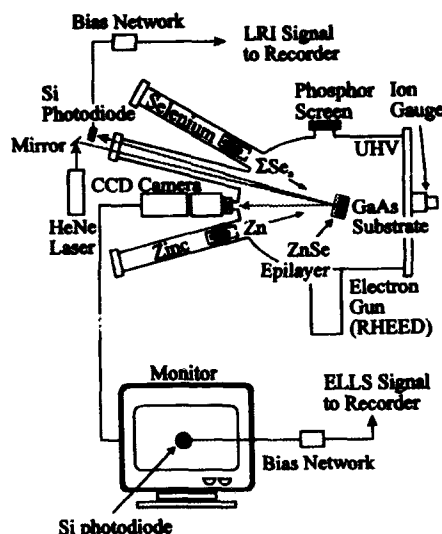 Bias Network
LRI Signal
to Recorder
Si
Photodiode
Selenium
Phosphor
Screen
Ion
Gauge
Mirror
UHV
ΣSeₓ
CCD Camera
GaAs
Substrate
HeNe
Laser
Zn
Zinc
ZnSe
Epilayer
Electron
Gun
(RHEED)
Monitor
ELLS Signal
to Recorder
Bias Network
Si photodiode